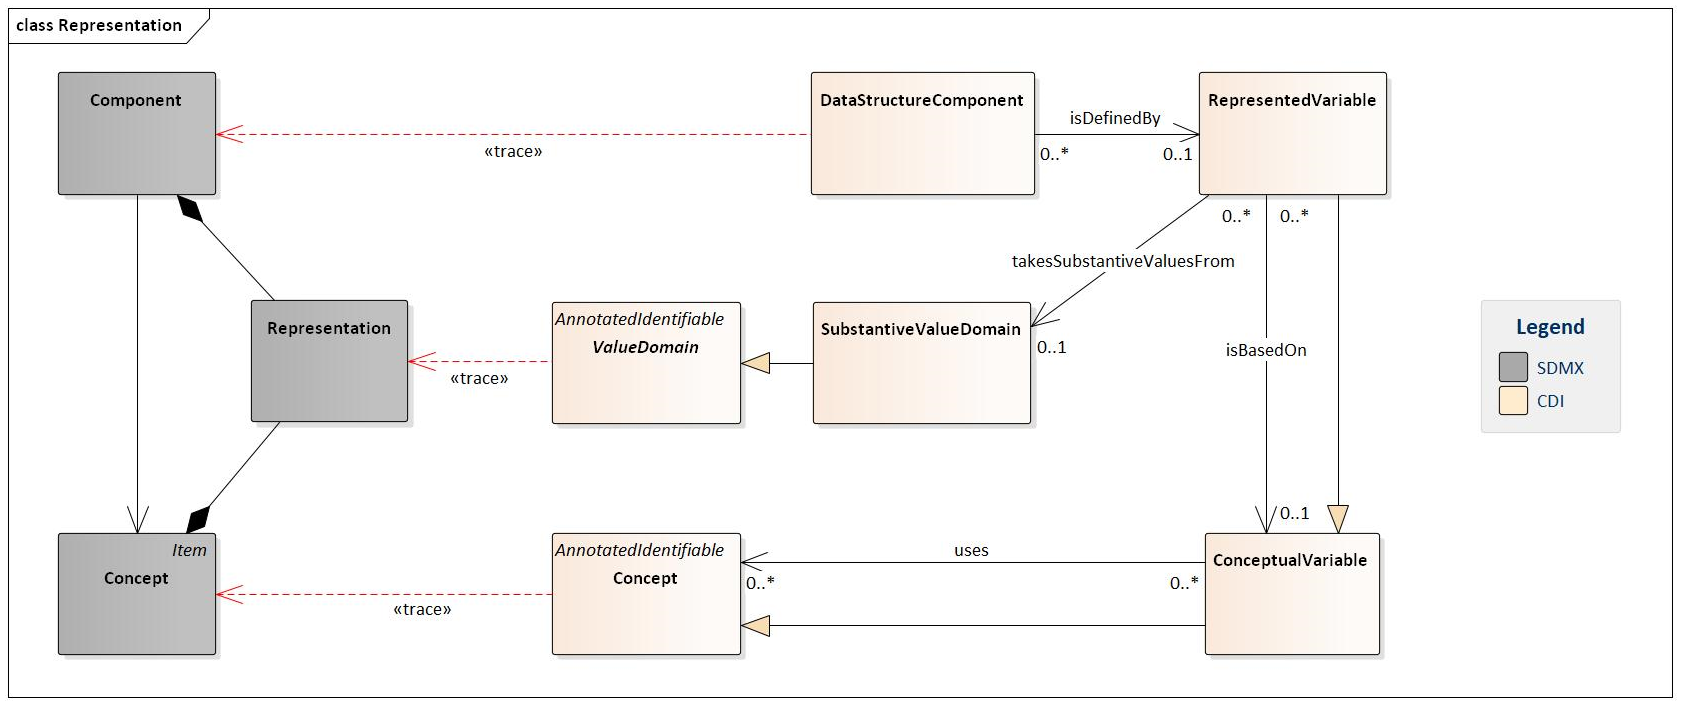 class Representation
Component
DataStructureComponent
RepresentedVariable
isDefinedBy
«trace»
0..*
0..1
0..*
0..*
takesSubstantiveValuesFrom
Representation
AnnotatedIdentifiable
ValueDomain
SubstantiveValueDomain
0..1
«trace»
isBasedOn
Legend
SDMX
CDI
0..1
Item
Concept
AnnotatedIdentifiable
Concept
uses
ConceptualVariable
0..*
0..*
«trace»